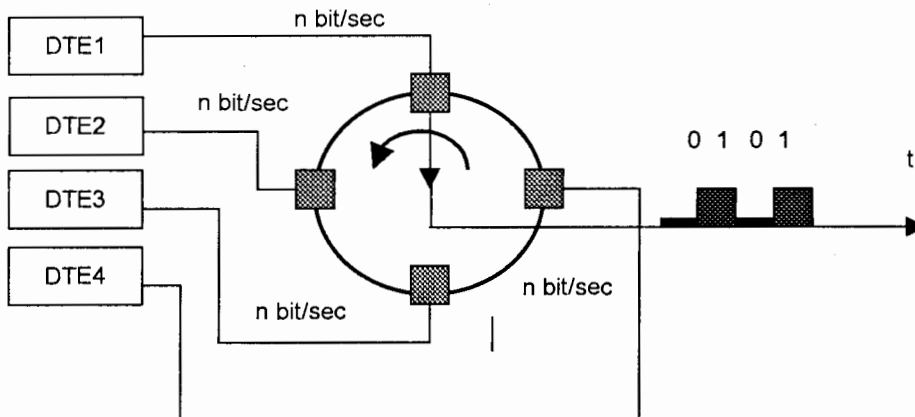 n bit/sec
DTE1
n bit/sec
DTE2
0 1 0 1
t
DTE3
DTE4
n bit/sec
n bit/sec